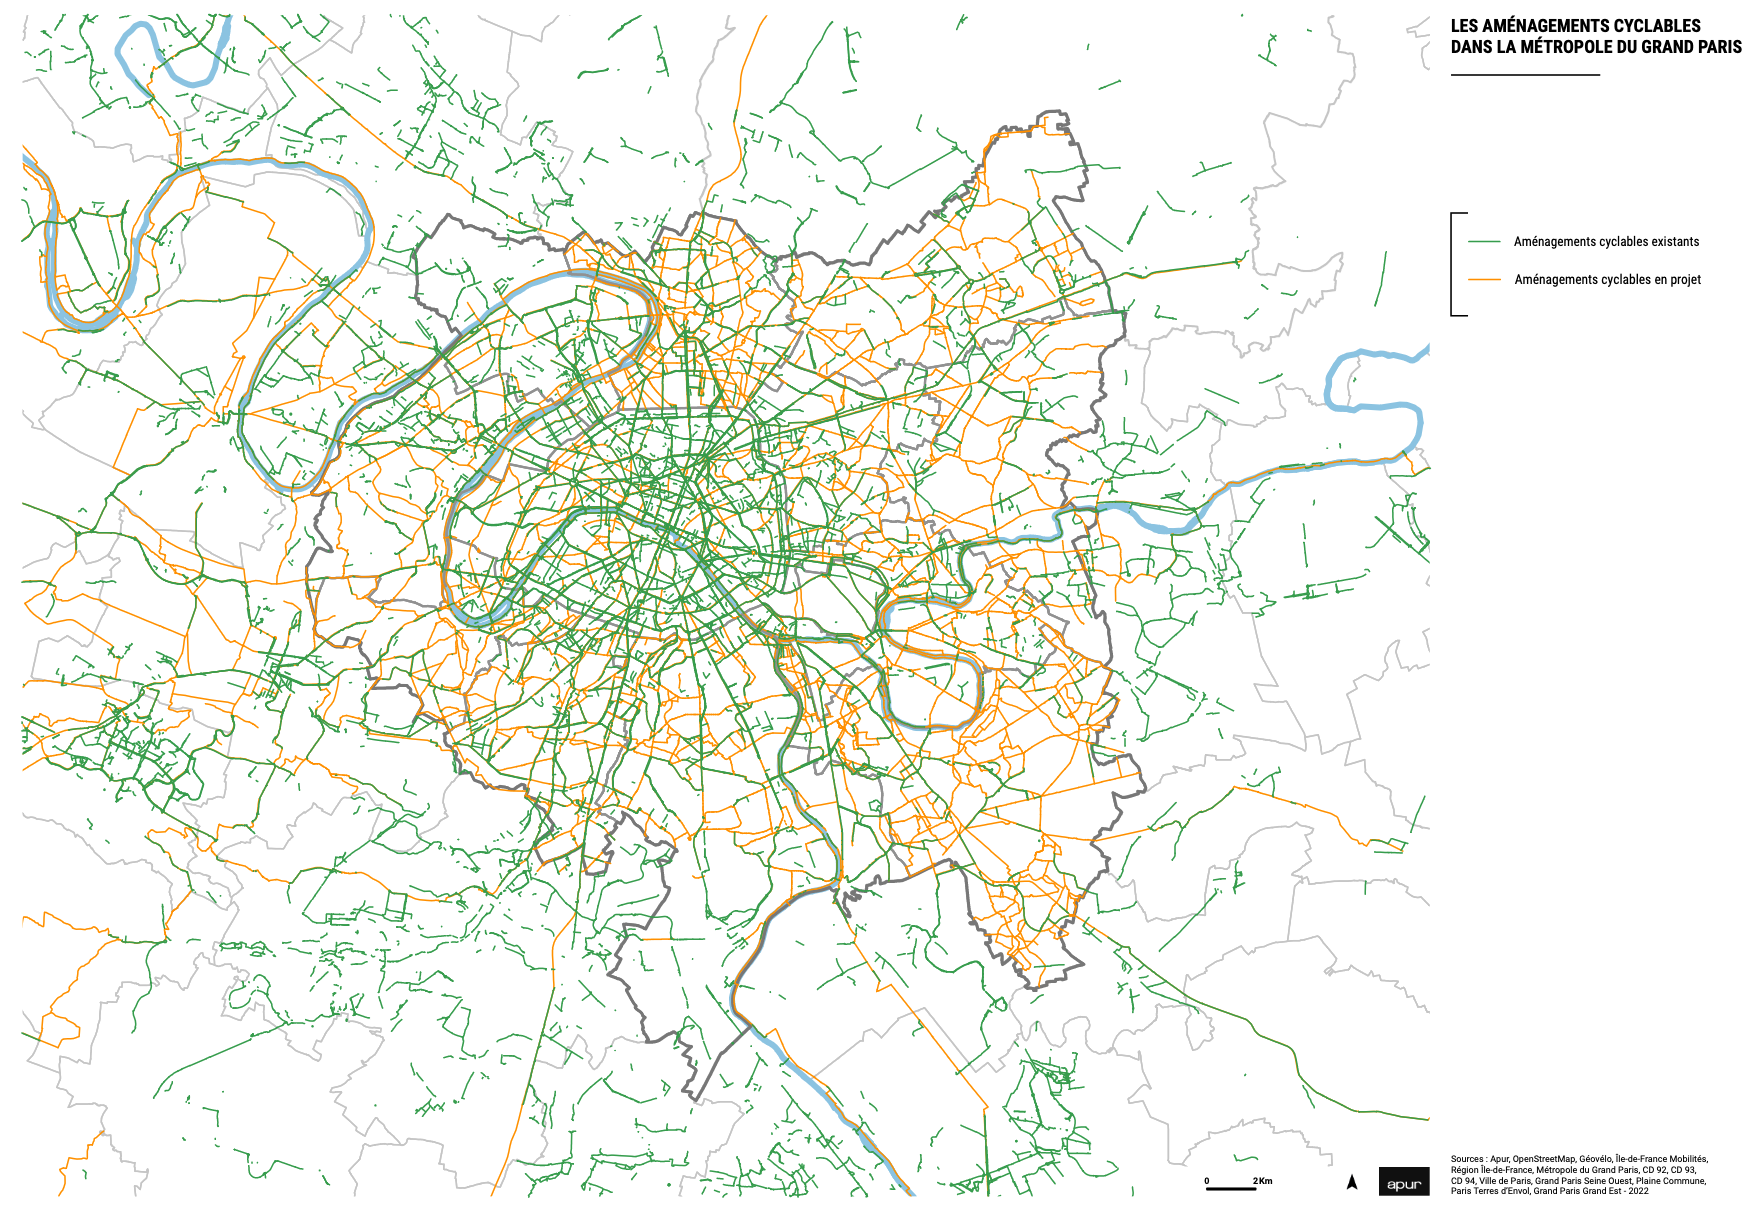 LES AMÉNAGEMENTS CYCLABLES
DANS LA MÉTROPOLE DU GRAND PARIS
Aménagements cyclables existants
Aménagements cyclables en projet
0 2Km
apur
Sources : Apur, OpenStreetMap, Géovélo, Île-de-France Mobilités,
Région Île-de-France, Métropole du Grand Paris, CD 92, CD 93,
CD 94, Ville de Paris, Grand Paris Seine Ouest, Plaine Commune,
Paris Terres d'Envol, Grand Paris Grand Est - 2022